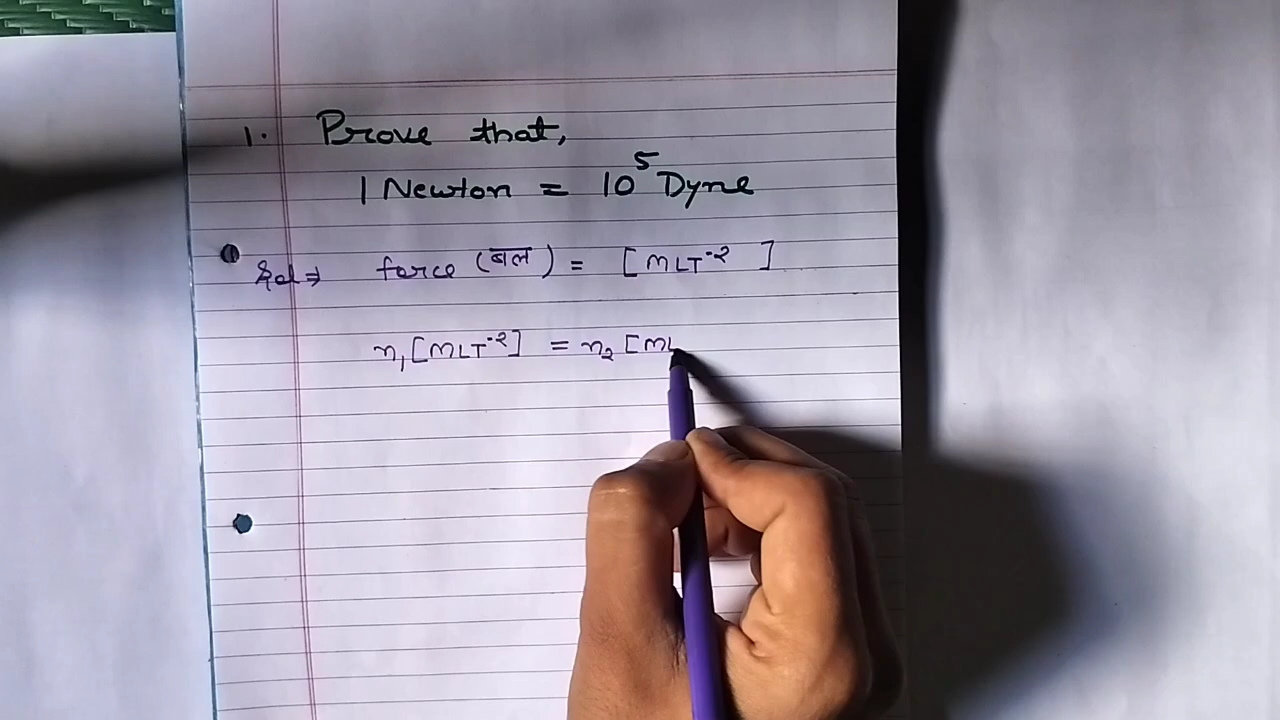 1. Prove that,
1 Newton = 10⁵ Dyne
Sol ⇒ force (बल) = [MLT⁻² ]
n₁[MLT⁻²] = n₂ [ML